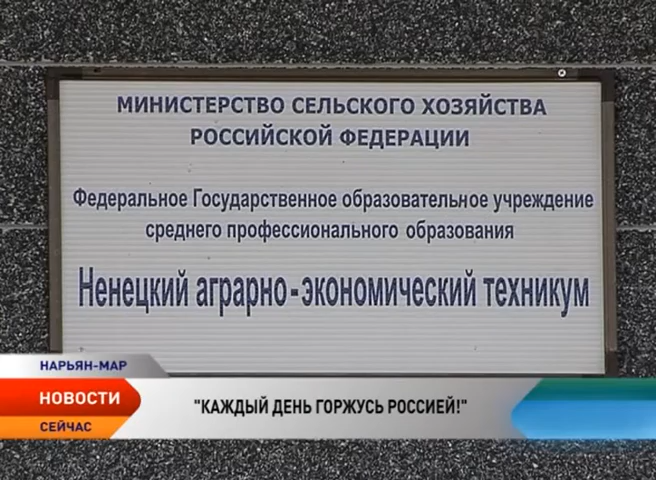 МИНИСТЕРСТВО СЕЛЬСКОГО ХОЗЯЙСТВА
РОССИЙСКОЙ ФЕДЕРАЦИИ
Федеральное Государственное образовательное учреждение
среднего профессионального образования
Ненецкий аграрно-экономический техникум
НАРЬЯН-МАР
НОВОСТИ
СЕЙЧАС
"КАЖДЫЙ ДЕНЬ ГОРЖУСЬ РОССИЕЙ!"